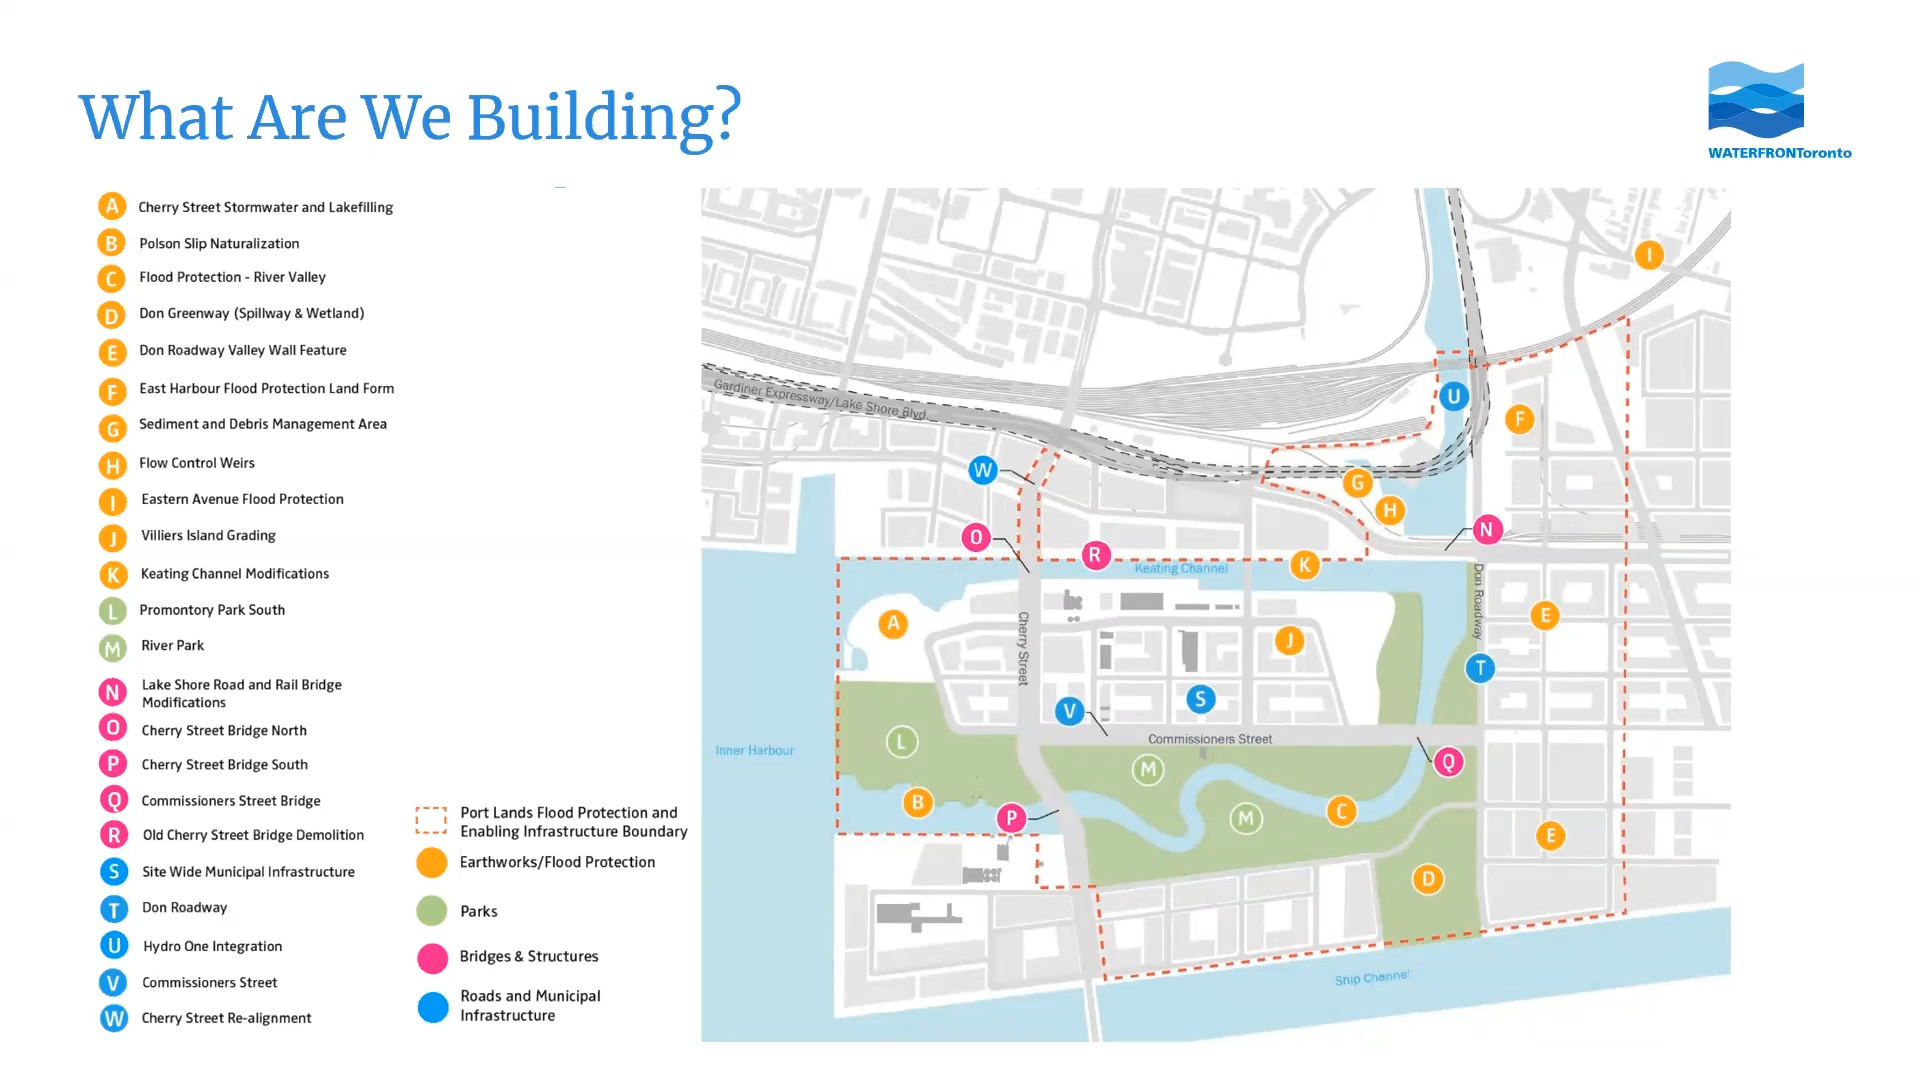 What Are We Building?
WATERFRONToronto
A Cherry Street Stormwater and Lakefilling
B Polson Slip Naturalization
C Flood Protection - River Valley
D Don Greenway (Spillway & Wetland)
E Don Roadway Valley Wall Feature
F East Harbour Flood Protection Land Form
G Sediment and Debris Management Area
H Flow Control Weirs
I Eastern Avenue Flood Protection
J Villiers Island Grading
K Keating Channel Modifications
L Promontory Park South
M River Park
N Lake Shore Road and Rail Bridge
Modifications
O Cherry Street Bridge North
P Cherry Street Bridge South
Q Commissioners Street Bridge
R Old Cherry Street Bridge Demolition
S Site Wide Municipal Infrastructure
T Don Roadway
U Hydro One Integration
V Commissioners Street
W Cherry Street Re-alignment
Port Lands Flood Protection and
Enabling Infrastructure Boundary
Earthworks/Flood Protection
Parks
Bridges & Structures
Roads and Municipal
Infrastructure
I
Gardiner Expressway/Lake Shore Blvd.
U
F
W
G
H
N
O
R
K
Keating Channel
Don Roadway
A
E
Cherry Street
J
T
S
V
Commissioners Street
L
Inner Harbour
M
Q
B
P
M
C
E
D
Ship Channel